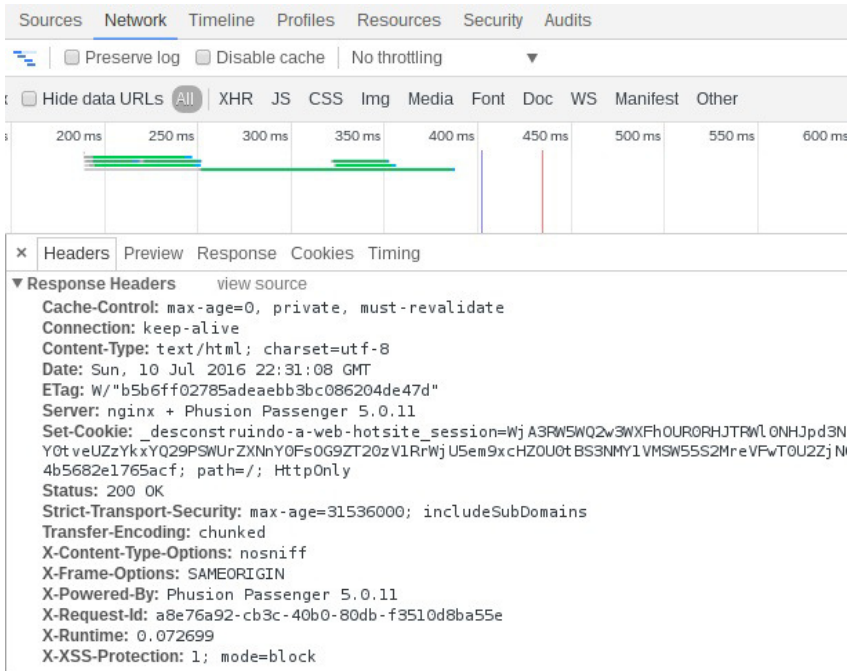 Sources Network Timeline Profiles Resources Security Audits
Preserve log Disable cache No throttling
Hide data URLs All XHR JS CSS Img Media Font Doc WS Manifest Other
200 ms 250 ms 300 ms 350 ms 400 ms 450 ms 500 ms 550 ms 600 ms
× Headers Preview Response Cookies Timing
▼ Response Headers view source
Cache-Control: max-age=0, private, must-revalidate
Connection: keep-alive
Content-Type: text/html; charset=utf-8
Date: Sun, 10 Jul 2016 22:31:08 GMT
ETag: W/"b5b6ff02785adeaebb3bc086204de47d"
Server: nginx + Phusion Passenger 5.0.11
Set-Cookie:
4b5682e1765acf; path=/; HttpOnly
Status: 200 OK
Strict-Transport-Security: max-age=31536000; includeSubDomains
Transfer-Encoding: chunked
X-Content-Type-Options: nosniff
X-Frame-Options: SAMEORIGIN
X-Powered-By: Phusion Passenger 5.0.11
X-Request-Id: a8e76a92-cb3c-40b0-80db-f3510d8ba55e
X-Runtime: 0.072699
X-XSS-Protection: 1; mode=block